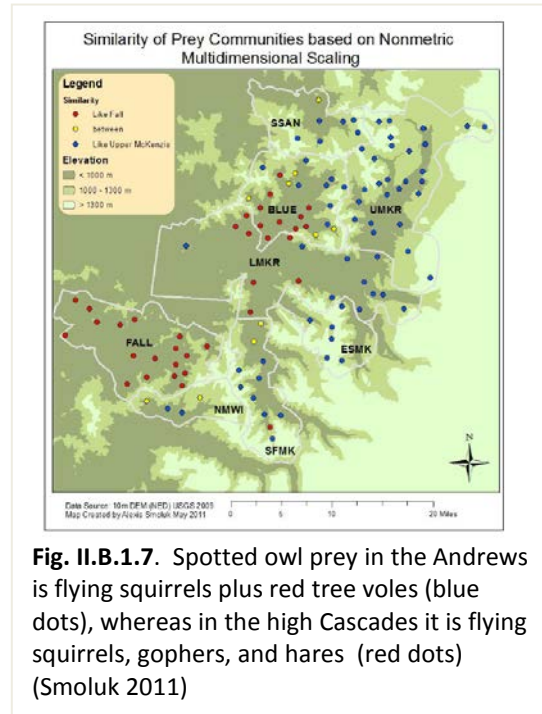 Similarity of Prey Communities based on Nonmetric
Multidimensional Scaling
Legend
Similarity
Like Fall
between
Like Upper McKenzie
Elevation
< 1000 m
1000 - 1300 m
> 1300 m
SSAN
BLUE
UMKR
LMKR
FALL
ESMK
NMWI
SFMK
N
Data Source: 10m DEM (NED) USGS 2009
Map Created by Alexis Smoluk May 2011
0 5 10 20 Miles
Fig. II.B.1.7. Spotted owl prey in the Andrews
is flying squirrels plus red tree voles (blue
dots), whereas in the high Cascades it is flying
squirrels, gophers, and hares (red dots)
(Smoluk 2011)